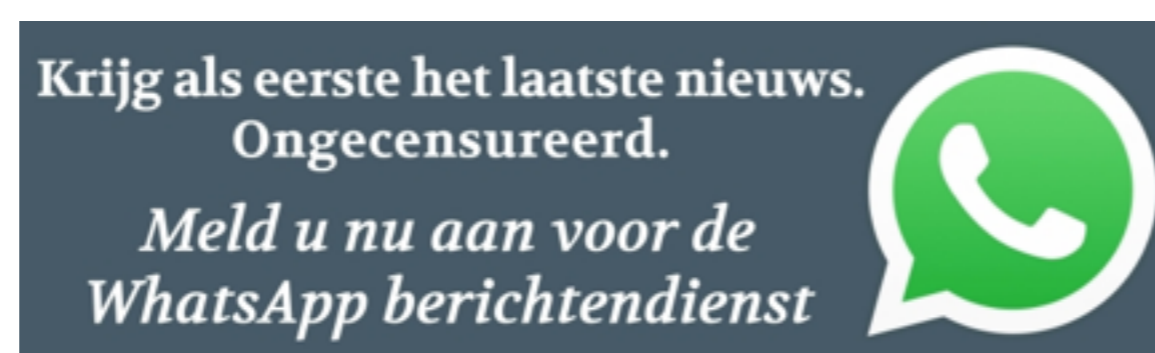 Krijg als eerste het laatste nieuws.
Ongecensureerd.
Meld u nu aan voor de
WhatsApp berichtendienst